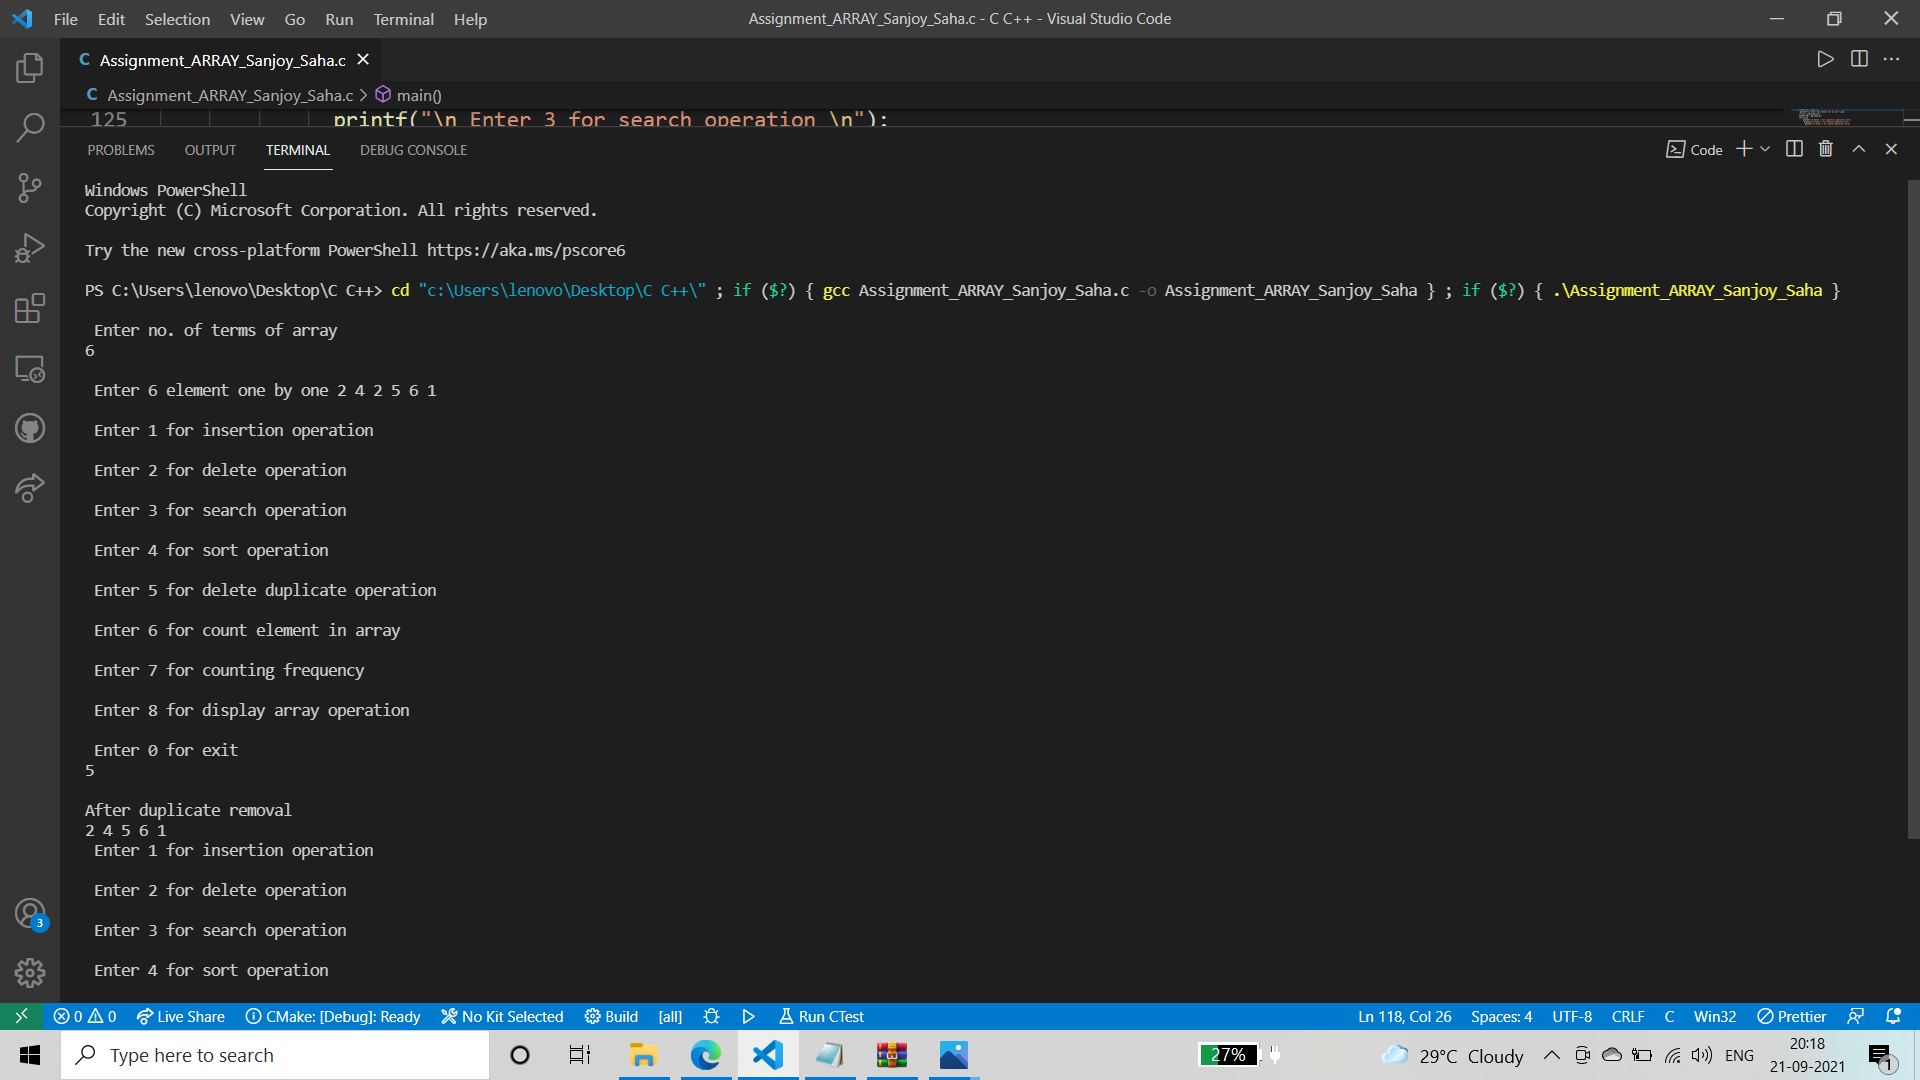 File Edit Selection View Go Run Terminal Help
Assignment_ARRAY_Sanjoy_Saha.c - C C++ - Visual Studio Code
C Assignment_ARRAY_Sanjoy_Saha.c
C Assignment_ARRAY_Sanjoy_Saha.c > main()
125 printf("\n Enter 3 for search operation \n");
PROBLEMS OUTPUT TERMINAL DEBUG CONSOLE
Code
Windows PowerShell
Copyright (C) Microsoft Corporation. All rights reserved.
Try the new cross-platform PowerShell https://aka.ms/pscore6
PS C:\Users\lenovo\Desktop\C C++> cd "c:\Users\lenovo\Desktop\C C++\" ; if ($?) { gcc Assignment_ARRAY_Sanjoy_Saha.c -o Assignment_ARRAY_Sanjoy_Saha } ; if ($?) { .\Assignment_ARRAY_Sanjoy_Saha }
Enter no. of terms of array
6
Enter 6 element one by one 2 4 2 5 6 1
Enter 1 for insertion operation
Enter 2 for delete operation
Enter 3 for search operation
Enter 4 for sort operation
Enter 5 for delete duplicate operation
Enter 6 for count element in array
Enter 7 for counting frequency
Enter 8 for display array operation
Enter 0 for exit
5
After duplicate removal
2 4 5 6 1
Enter 1 for insertion operation
Enter 2 for delete operation
Enter 3 for search operation
Enter 4 for sort operation
3
0 0 Live Share CMake: [Debug]: Ready No Kit Selected Build [all] Run CTest
Ln 118, Col 26 Spaces: 4 UTF-8 CRLF C Win32 Prettier
Type here to search
27%
29°C Cloudy
ENG
20:18
21-09-2021
1